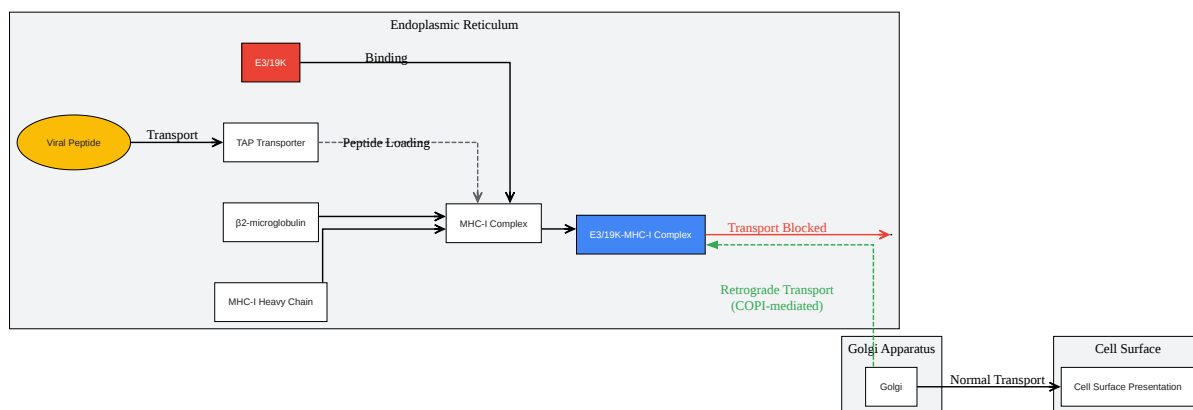 Endoplasmic Reticulum
E3/19K
Binding
Viral Peptide
Transport
TAP Transporter
Peptide Loading
β2-microglobulin
MHC-I Complex
E3/19K-MHC-I Complex
Transport Blocked
MHC-I Heavy Chain
Retrograde Transport
(COPI-mediated)
Golgi Apparatus
Cell Surface
Golgi
Normal Transport
Cell Surface Presentation